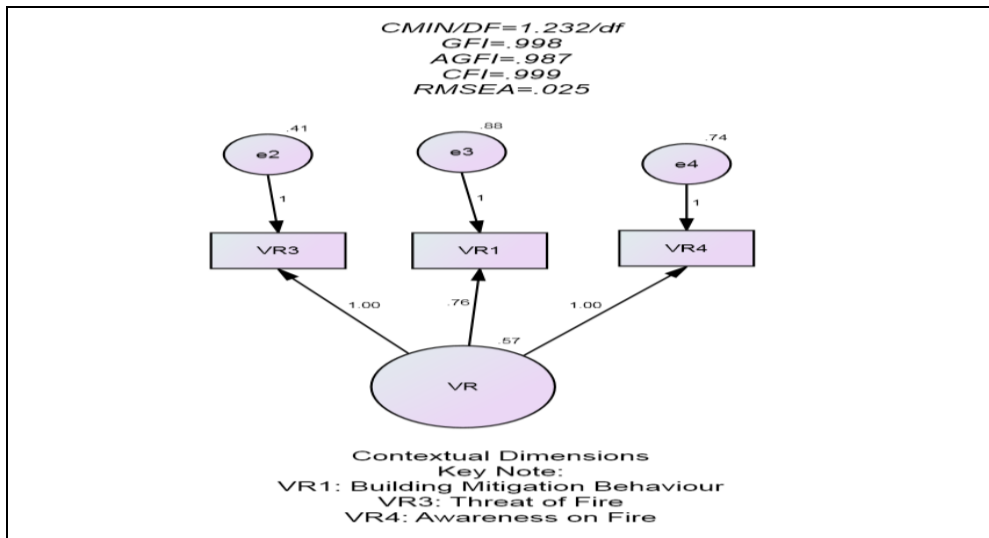 CMIN/DF=1.232/df
GFI=.998
AGFI=.987
CFI=.999
RMSEA=.025
.41
.88
.74
e2
e3
e4
1
1
1
VR3
VR1
VR4
1.00
.76
1.00
.57
VR
Contextual Dimensions
Key Note:
VR1: Building Mitigation Behaviour
VR3: Threat of Fire
VR4: Awareness on Fire